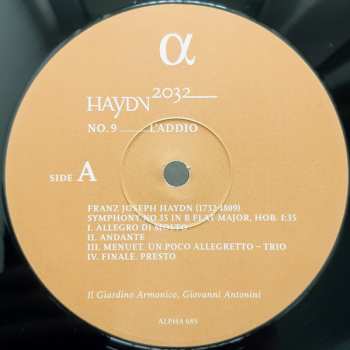 α
HAYDN2032
NO. 9 L'ADDIO
SIDE A
FRANZ JOSEPH HAYDN (1732-1809)
SYMPHONY NO.35 IN B FLAT MAJOR, HOB. I:35
I. ALLEGRO DI MOLTO
II. ANDANTE
III. MENUET. UN POCO ALLEGRETTO – TRIO
IV. FINALE. PRESTO
Il Giardino Armonico, Giovanni Antonini
ALPHA 685